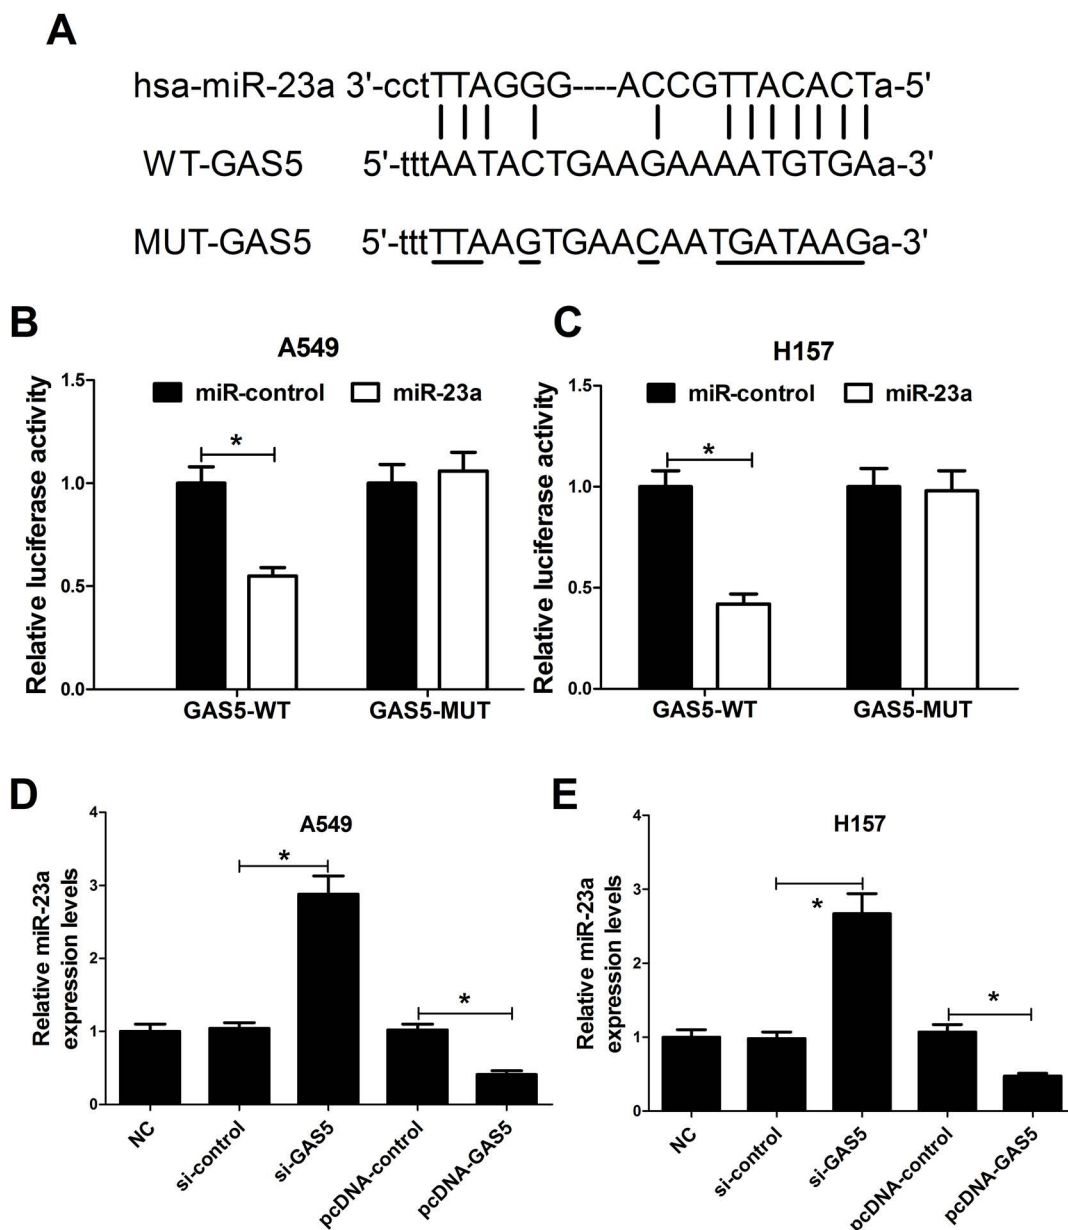 A
hsa-miR-23a 3'-cctTTAGGG----ACCGTTACACTa-5'
WT-GAS5 5'-tttAATACTGAAGAAAATGTGAa-3'
MUT-GAS5 5'-tttTTAAGTGAACAATGATAAGa-3'
B
A549
miR-control miR-23a
Relative luciferase activity
1.5
*
1.0
0.5
0.0
GAS5-WT GAS5-MUT
C
H157
miR-control miR-23a
Relative luciferase activity
1.5
*
1.0
0.5
0.0
GAS5-WT GAS5-MUT
D
A549
Relative miR-23a
expression levels
4
3
2
1
0
*
*
NC
si-control
si-GAS5
pcDNA-control
pcDNA-GAS5
E
H157
Relative miR-23a
expression levels
4
3
2
1
0
*
*
NC
si-control
si-GAS5
pcDNA-control
pcDNA-GAS5